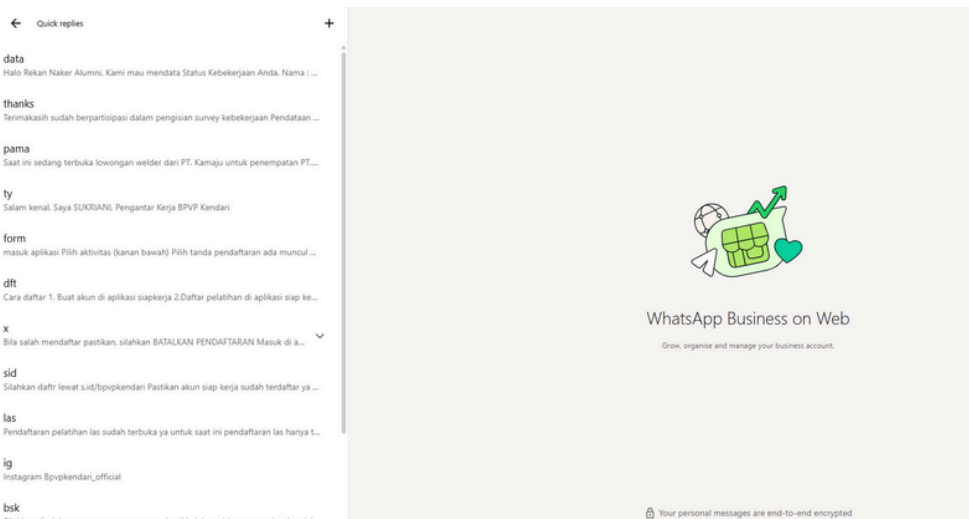 Quick replies
data
Halo Rekan Naker Alumni, Kami mau mendata Status Kebekerjaan Anda. Nama : ...
thanks
Terimakasih sudah berpartisipasi dalam pengisian survey kebekerjaan Pendataan ...
pama
Saat ini sedang terbuka lowongan welder dari PT. Kamaju untuk penempatan PT....
ty
Salam kenal, Saya SUKRIANI, Pengantar Kerja BPVP Kendari
form
masuk aplikasi Pilih aktivitas (kanan bawah) Pilih tanda pendaftaran ada muncul ...
dft
Cara daftar 1. Buat akun di aplikasi siapkerja 2.Daftar pelatihan di aplikasi siap ke...
x
Bila salah mendaftar pastikan, silahkan BATALKAN PENDAFTARAN Masuk di a...
sid
Silahkan daftr lewat s.id/bpvpkendari Pastikan akun siap kerja sudah terdaftar ya ...
las
Pendaftaran pelatihan las sudah terbuka ya untuk saat ini pendaftaran las hanya t...
ig
Instagram Bpvpkendari_official
bsk
WhatsApp Business on Web
Grow, organise and manage your business account.
Your personal messages are end-to-end encrypted